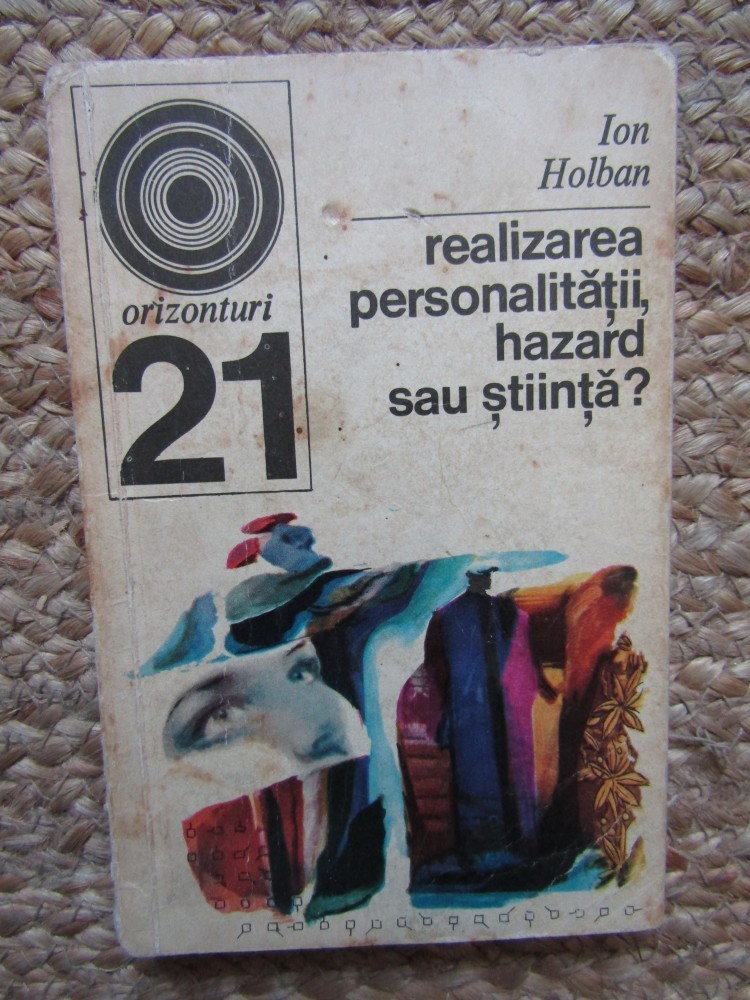 orizonturi
21
Ion
Holban
realizarea
personalității,
hazard
sau știință?